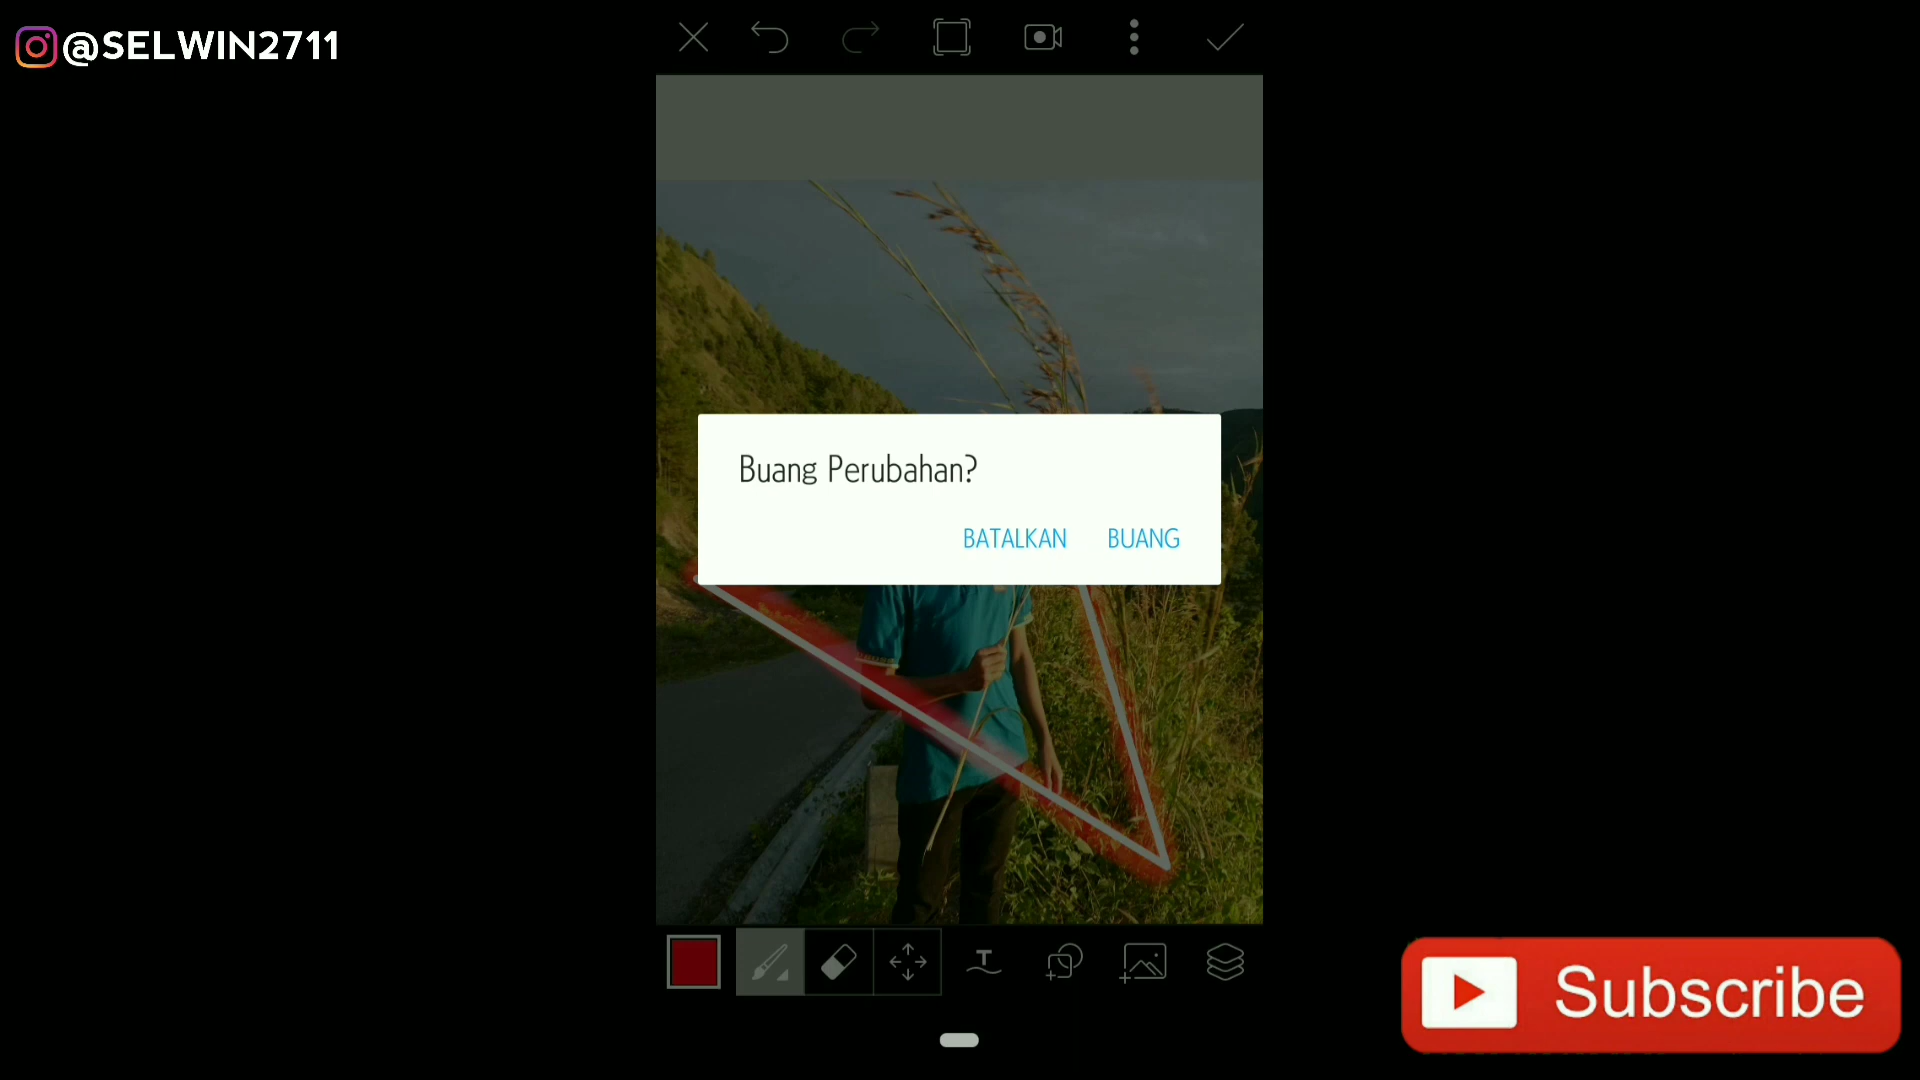 @SELWIN2711
Buang Perubahan?
BATALKAN BUANG
T
Subscribe